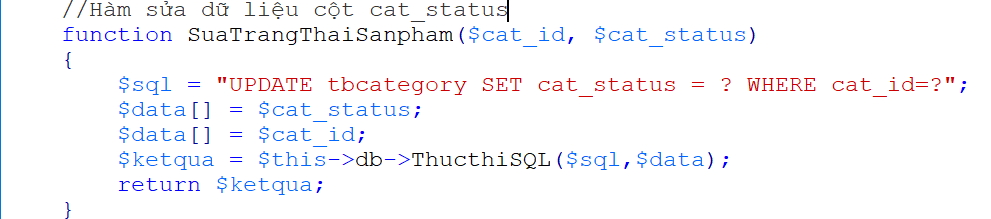 //Hàm sửa dữ liệu cột cat_status
function SuaTrangThaiSanpham($cat_id, $cat_status)
{
$sql = "UPDATE tbcategory SET cat_status = ? WHERE cat_id=?";
$data[] = $cat_status;
$data[] = $cat_id;
$ketqua = $this->db->ThucthiSQL($sql,$data);
return $ketqua;
}